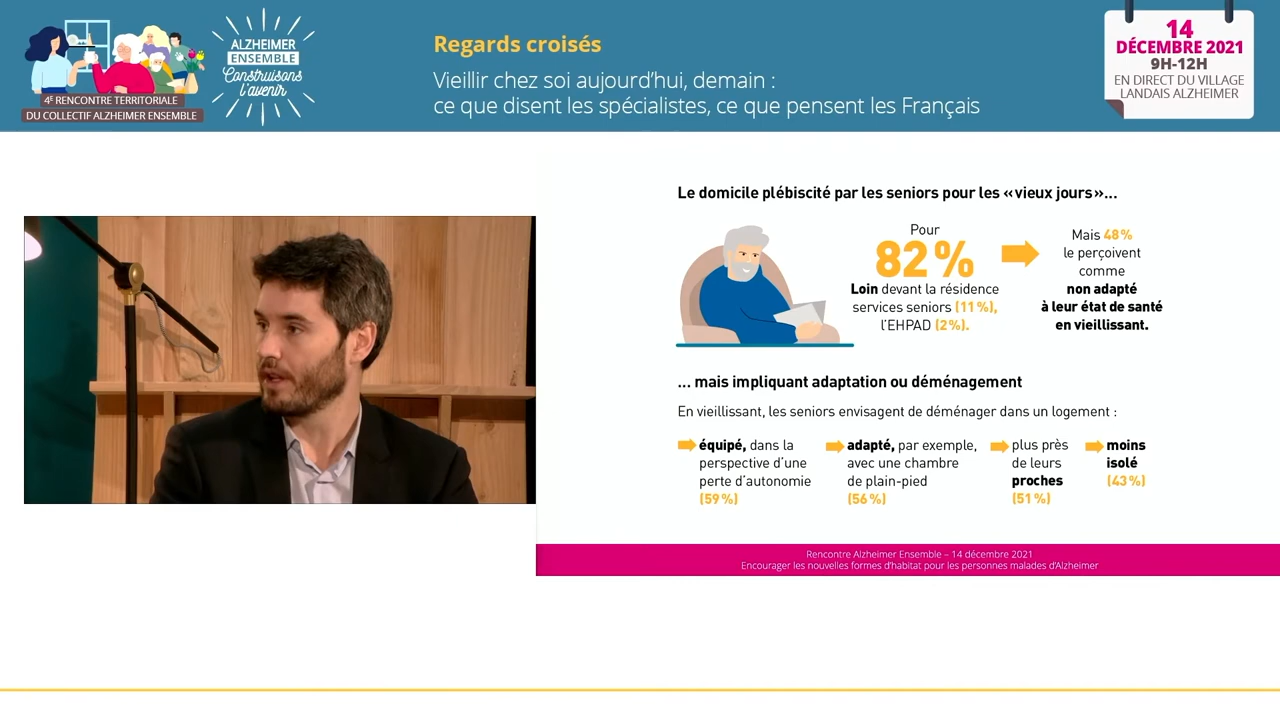 ALZHEIMER
ENSEMBLE
Construisons
l'avenir
4E RENCONTRE TERRITORIALE
DU COLLECTIF ALZHEIMER ENSEMBLE
Regards croisés
Vieillir chez soi aujourd'hui, demain :
ce que disent les spécialistes, ce que pensent les Français
14
DÉCEMBRE 2021
9H-12H
EN DIRECT DU VILLAGE
LANDAIS ALZHEIMER
Le domicile plébiscité par les seniors pour les «vieux jours»...
Pour
82%
Loin devant la résidence
services seniors (11%),
l'EHPAD (2%).
Mais 48%
le perçoivent
comme
non adapté
à leur état de santé
en vieillissant.
... mais impliquant adaptation ou déménagement
En vieillissant, les seniors envisagent de déménager dans un logement :
équipé, dans la
perspective d'une
perte d'autonomie
(59%)
adapté, par exemple,
avec une chambre
de plain-pied
(56%)
plus près
de leurs
proches
(51%)
moins
isolé
(43%)
Rencontre Alzheimer Ensemble – 14 décembre 2021
Encourager les nouvelles formes d'habitat pour les personnes malades d'Alzheimer